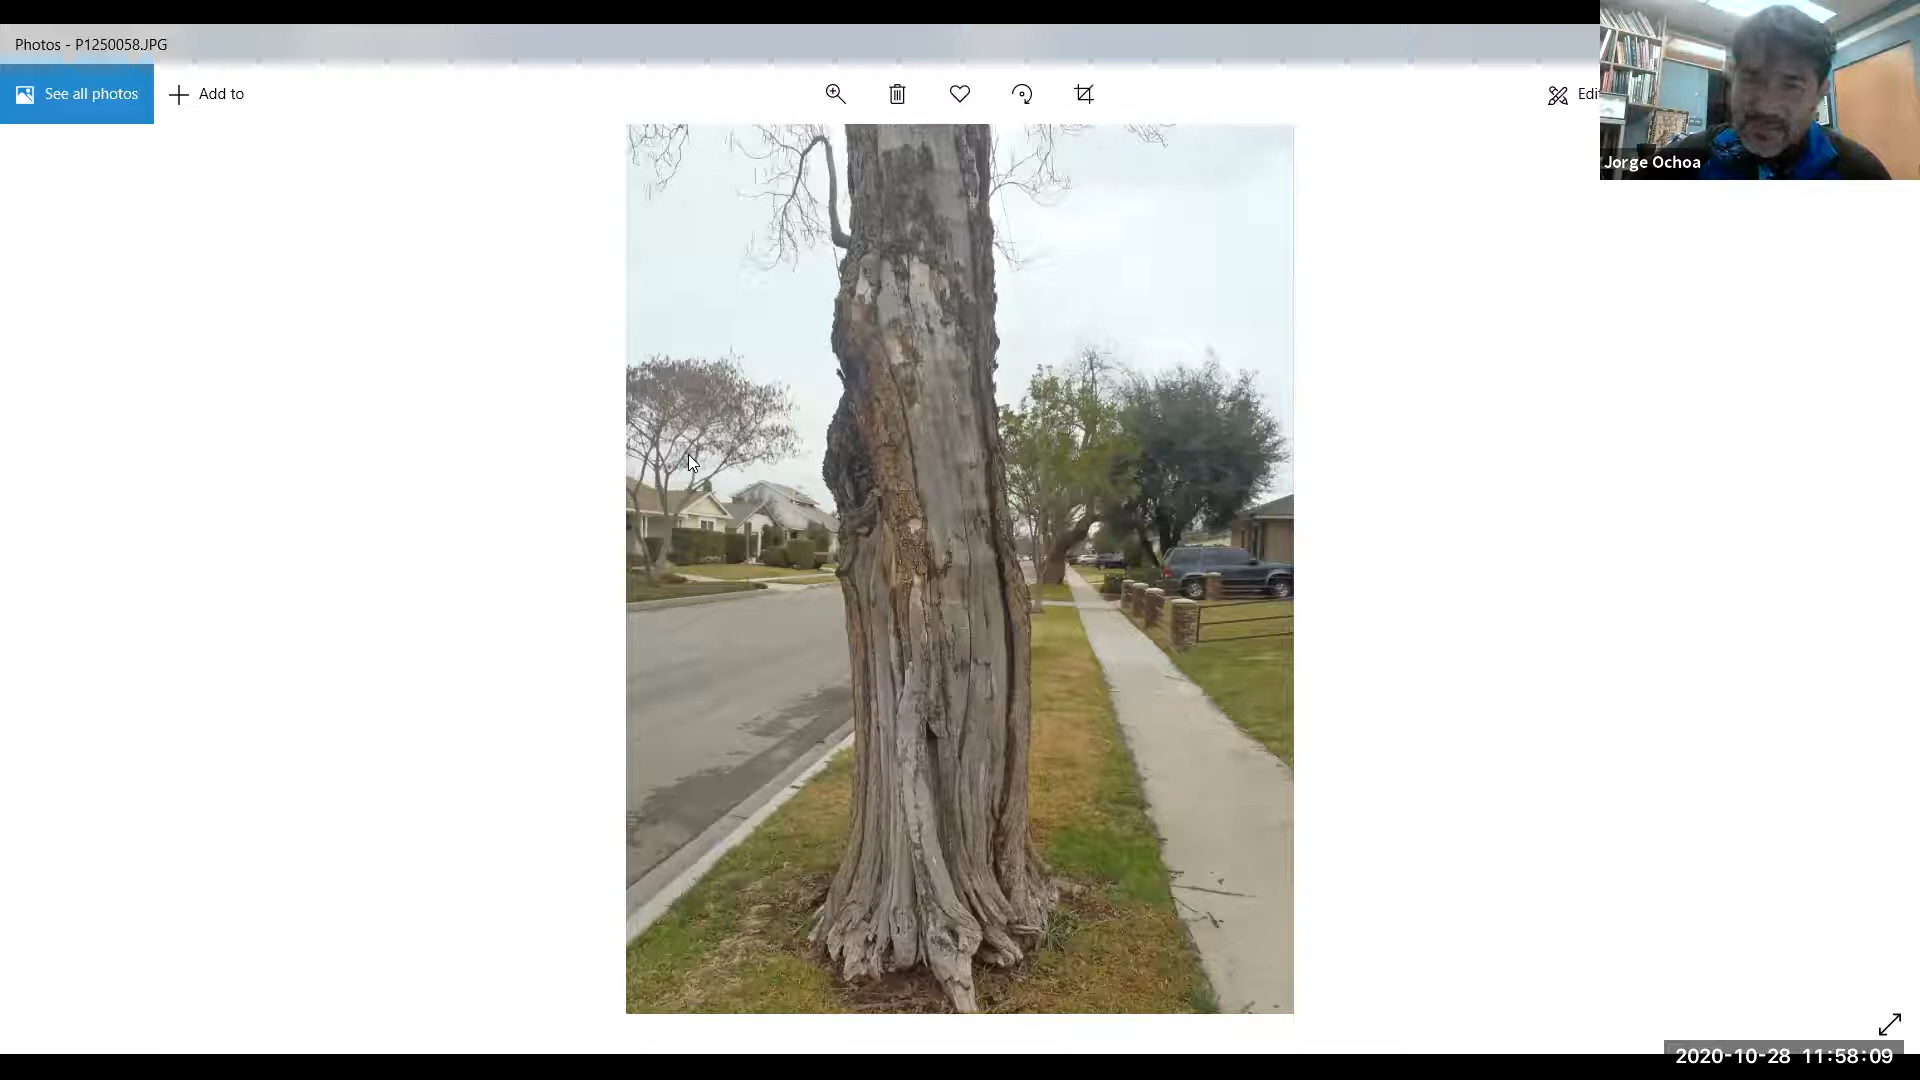 Photos - P1250058.JPG
See all photos
Add to
Edi
Jorge Ochoa
2020-10-28 11:58:09